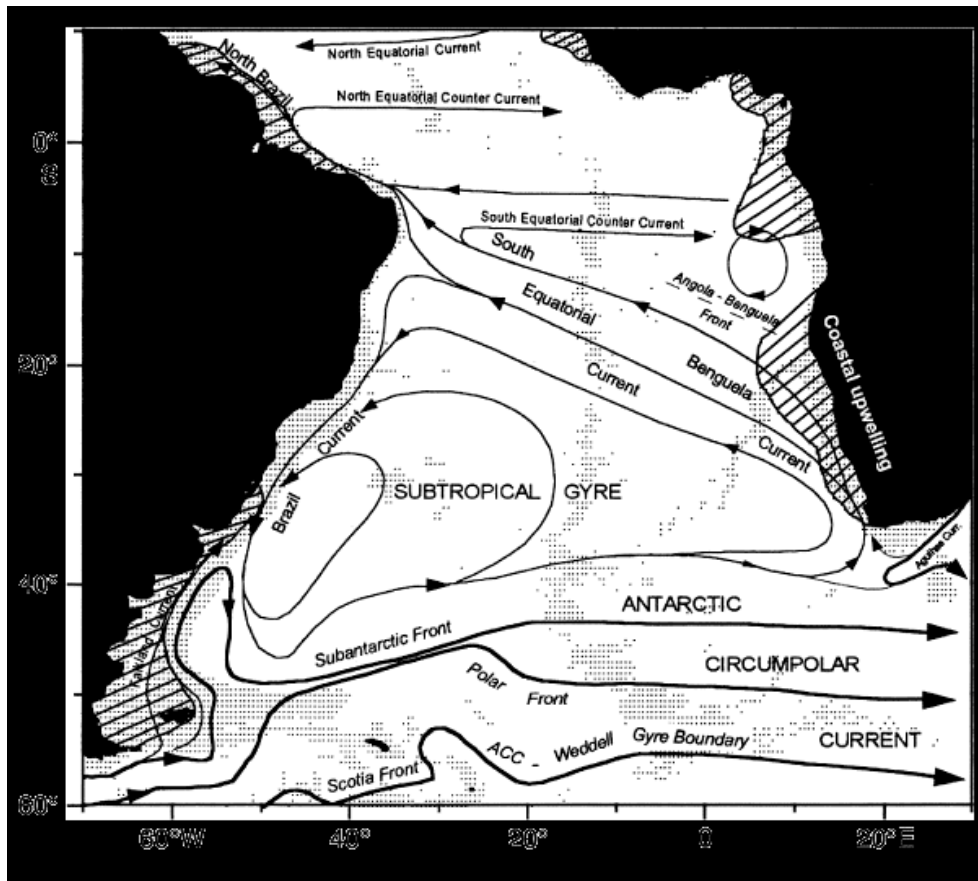 North Equatorial Current
North Brazil
North Equatorial Counter Current
0°
South Equatorial Counter Current
South
Equatorial
Current
Angola - Benguela
Front
20°
Benguela
Current
Coastal upwelling
Current
Brazil
SUBTROPICAL GYRE
Agulhas Curr.
40°
ANTARCTIC
Current
Subantarctic Front
CIRCUMPOLAR
Polar
Front
ACC - Weddell Gyre Boundary
CURRENT
Scotia Front
60°
60°W
40°
20°
0
20°E